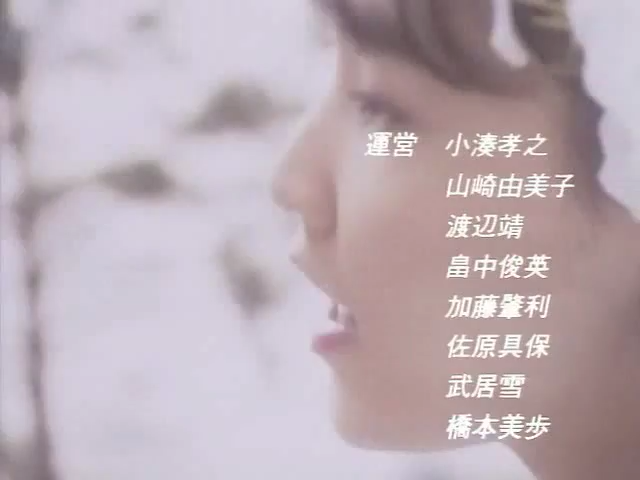 運営 小湊孝之
山崎由美子
渡辺靖
畠中俊英
加藤肇利
佐原具保
武居雪
橋本美歩